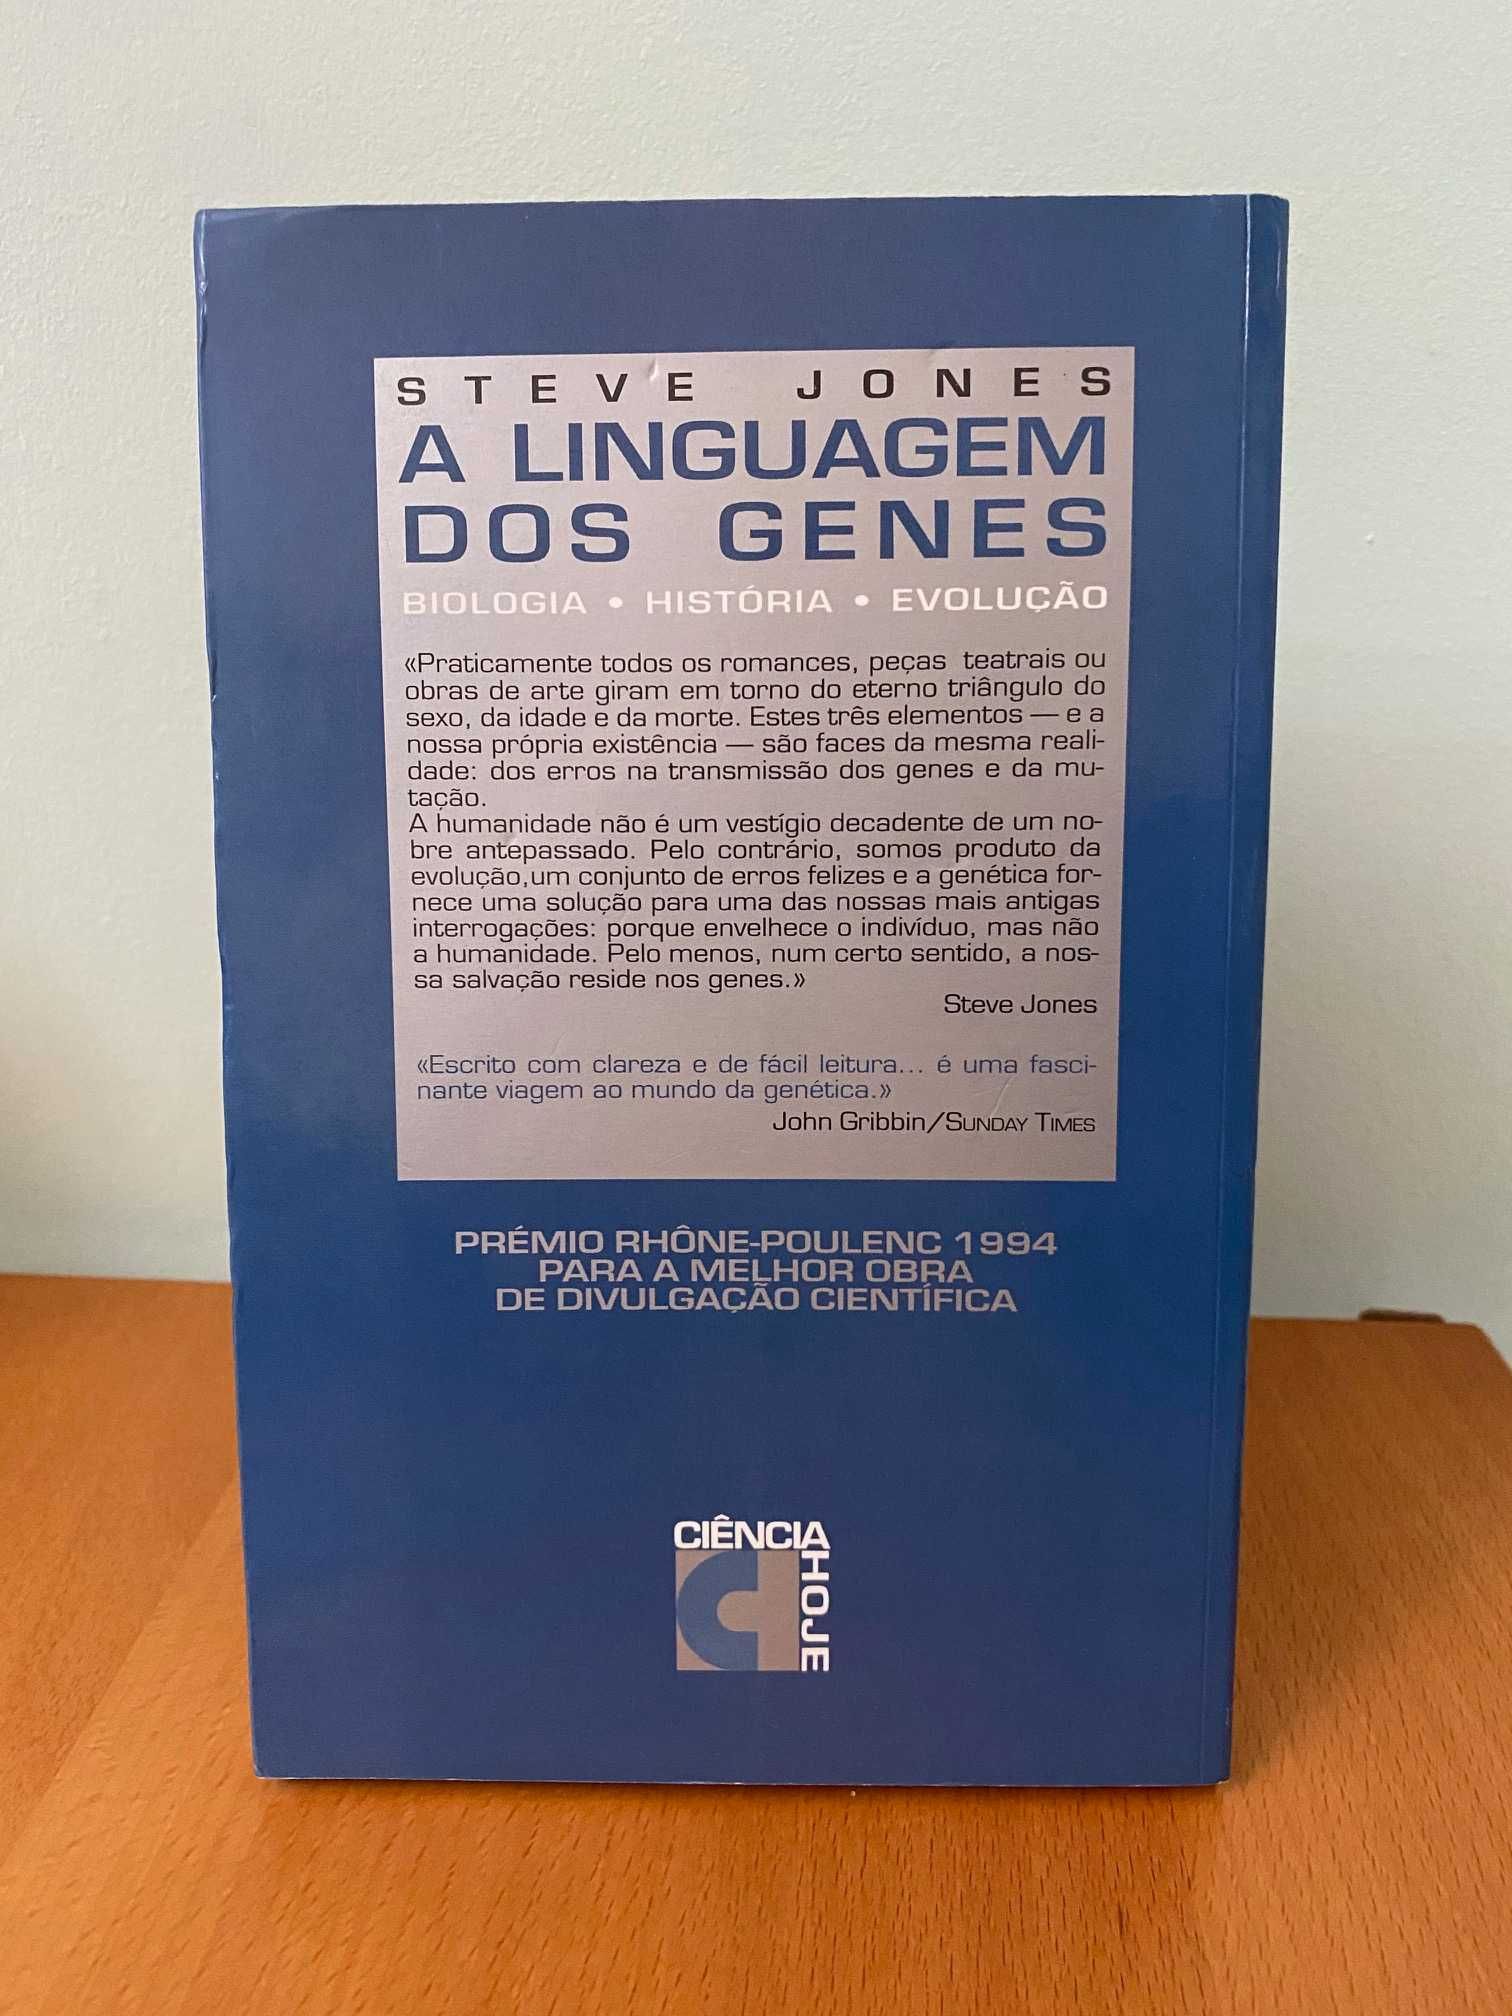 STEVE JONES
A LINGUAGEM
DOS GENES
BIOLOGIA • HISTÓRIA • EVOLUÇÃO
«Praticamente todos os romances, peças teatrais ou
obras de arte giram em torno do eterno triângulo do
sexo, da idade e da morte. Estes três elementos — e a
nossa própria existência — são faces da mesma reali-
dade: dos erros na transmissão dos genes e da mu-
tação.
A humanidade não é um vestígio decadente de um no-
bre antepassado. Pelo contrário, somos produto da
evolução,um conjunto de erros felizes e a genética for-
nece uma solução para uma das nossas mais antigas
interrogações: porque envelhece o indivíduo, mas não
a humanidade. Pelo menos, num certo sentido, a nos-
sa salvação reside nos genes.»
Steve Jones
«Escrito com clareza e de fácil leitura... é uma fasci-
nante viagem ao mundo da genética.»
John Gribbin/SUNDAY TIMES
PRÉMIO RHÔNE-POULENC 1994
PARA A MELHOR OBRA
DE DIVULGAÇÃO CIENTÍFICA
CIÊNCIA
HOJE